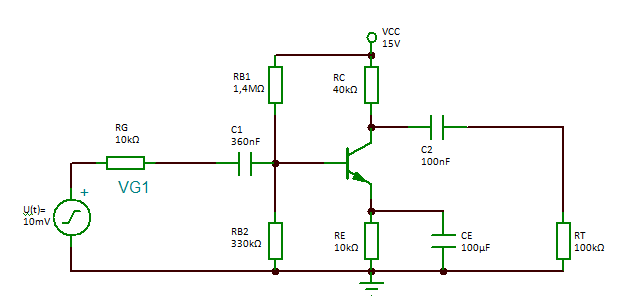 VCC
15V
RB1
1,4MΩ
RC
40kΩ
RG
10kΩ
C1
360nF
C2
100nF
VG1
+
U(t)=
10mV
RB2
330kΩ
RE
10kΩ
CE
100µF
RT
100kΩ